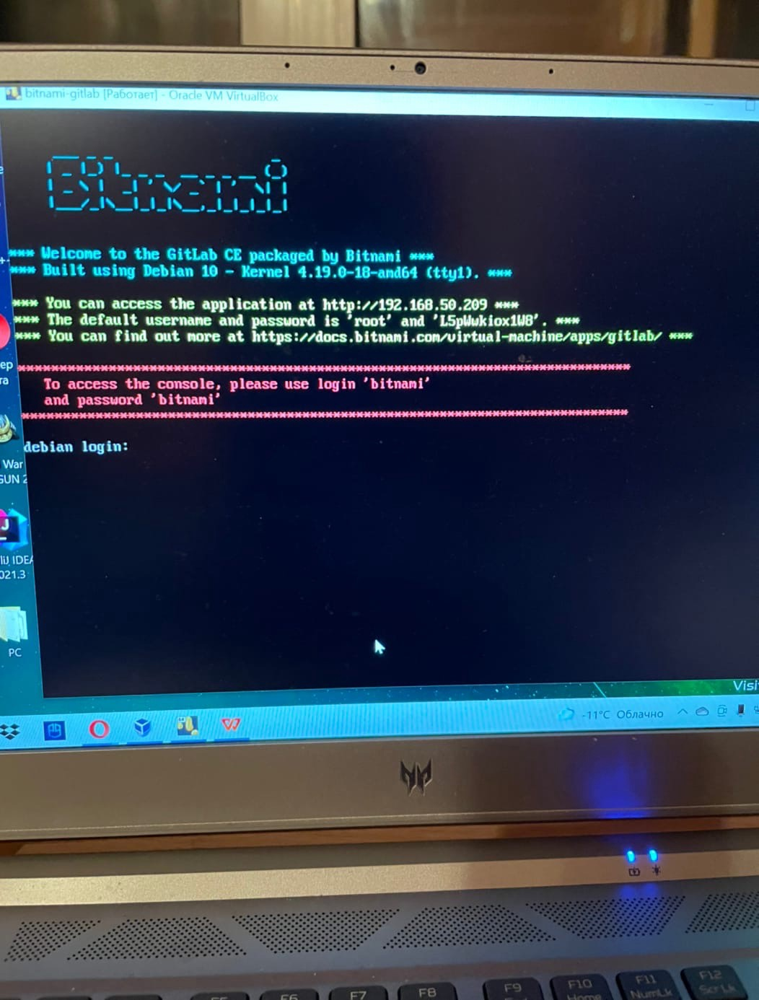 bitnami-gitlab [Работает] - Oracle VM VirtualBox
Bitnami
*** Welcome to the GitLab CE packaged by Bitnami ***
*** Built using Debian 10 - Kernel 4.19.0-18-amd64 (tty1). ***
*** You can access the application at http://192.168.50.209 ***
*** The default username and password is 'root' and 'L5pWwkiox1W8'. ***
*** You can find out more at https://docs.bitnami.com/virtual-machine/apps/gitlab/ ***
To access the console, please use login 'bitnami'
and password 'bitnami'
debian login:
War
GUN 2
IDEA
021.3
PC
Visi
-11°C Облачно
F6
F7
F8
F9
F10
Home
F11
NumLk
F12
ScrLk